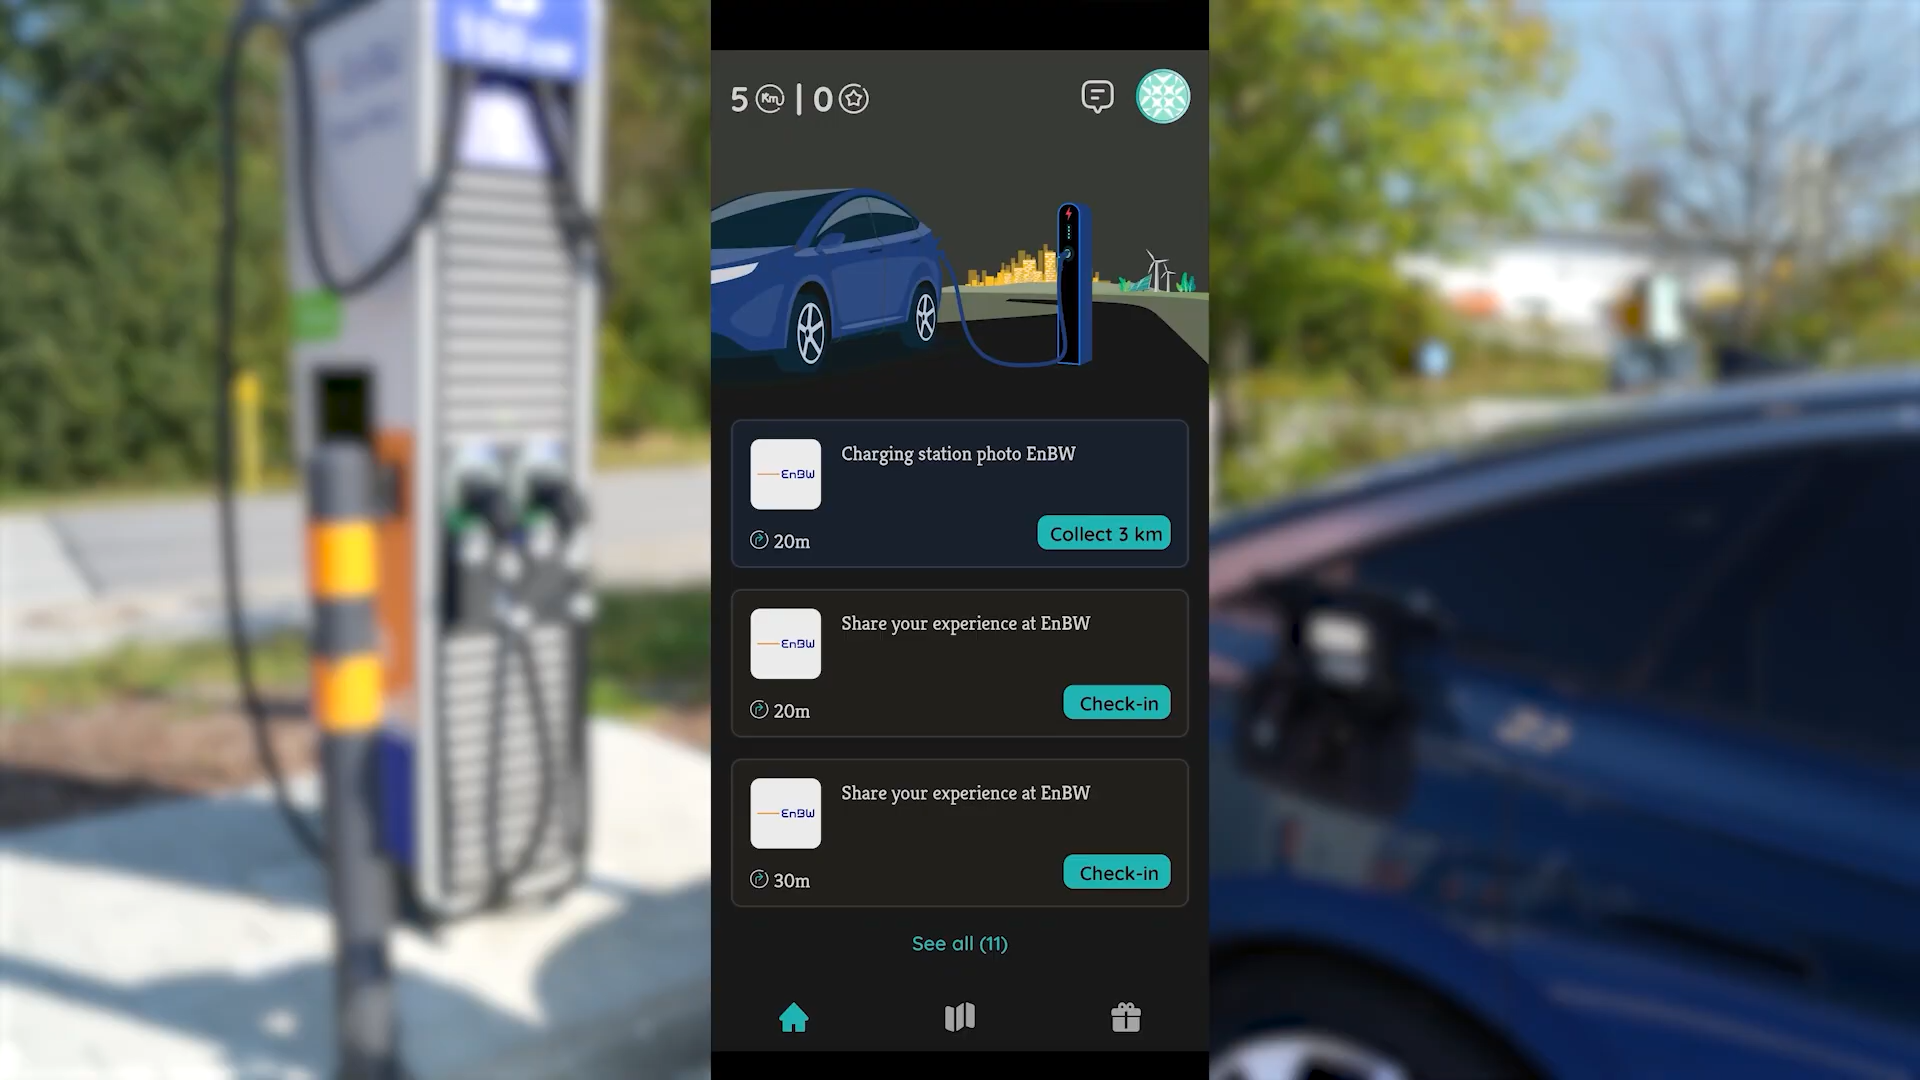 5 Km | 0
Charging station photo EnBW
EnBW
20m
Collect 3 km
Share your experience at EnBW
EnBW
20m
Check-in
Share your experience at EnBW
EnBW
30m
Check-in
See all (11)